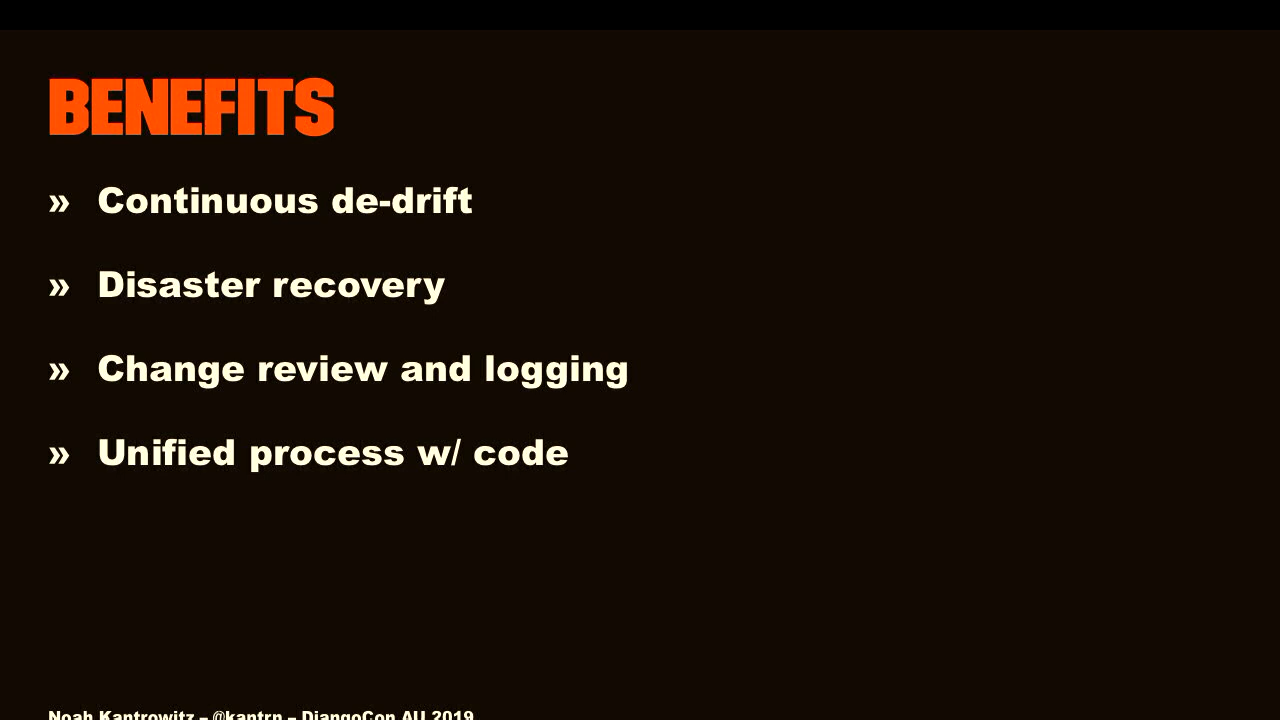 BENEFITS
» Continuous de-drift
» Disaster recovery
» Change review and logging
» Unified process w/ code
Noah Kantrowitz – @kantrn – DjangoCon AU 2019